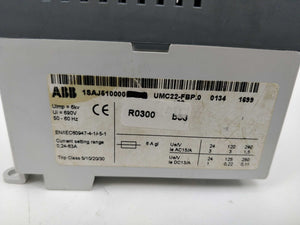 ABB 1SAJ510000 UMC22-FBP.0 0134 1699
Uimp = 6kV
Ui = 690V
50 - 60 Hz
R0300
EN/IEC60947-4-1/-5-1
Current setting range
0,24-63A
Trip Class 5/10/20/30
6 A gl
Ue/V 24 120 250
Ie AC15/A 3 3 1,5
Ue/V 24 125 250
Ie DC13/A 1 0,22 0,11